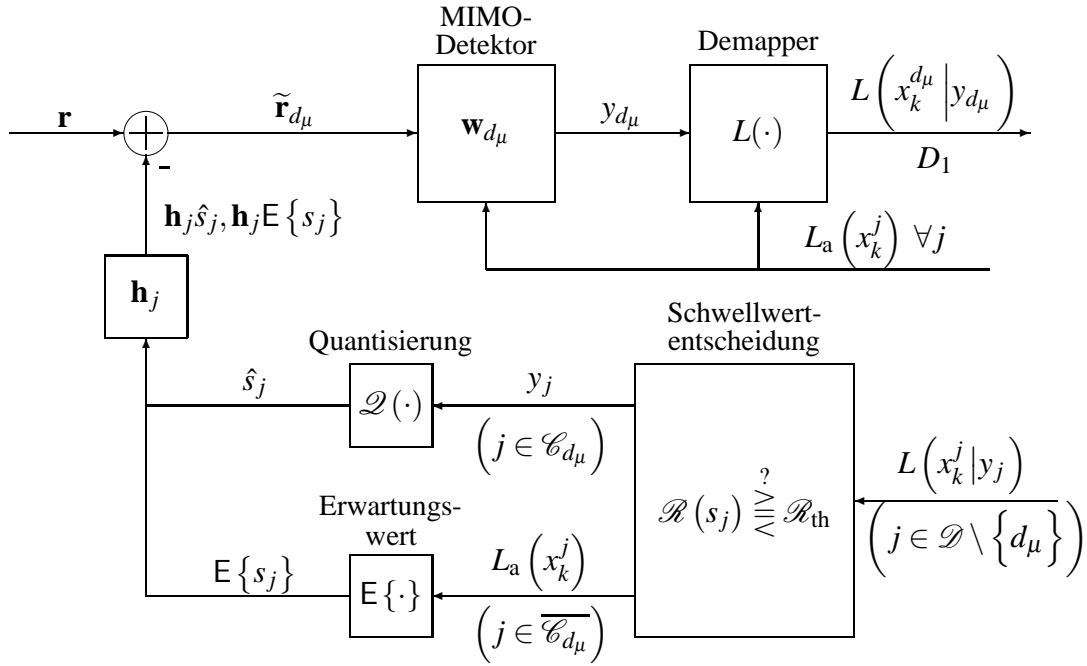 MIMO-
Detektor
Demapper
r
r̃_{d_μ}
w_{d_μ}
y_{d_μ}
L(·)
L(x_k^{d_μ} | y_{d_μ})
D_1
+
-
h_j ŝ_j, h_j E{s_j}
L_a(x_k^j) ∀j
h_j
Schwellwert-
entscheidung
Quantisierung
ŝ_j
𝒬(·)
y_j
(j ∈ 𝒞_{d_μ})
L(x_k^j | y_j)
ℛ(s_j) ⋛ ℛ_th
?
(j ∈ 𝒟 \ {d_μ})
Erwartungs-
wert
E{s_j}
E{·}
L_a(x_k^j)
(j ∈ \overline{𝒞_{d_μ}})